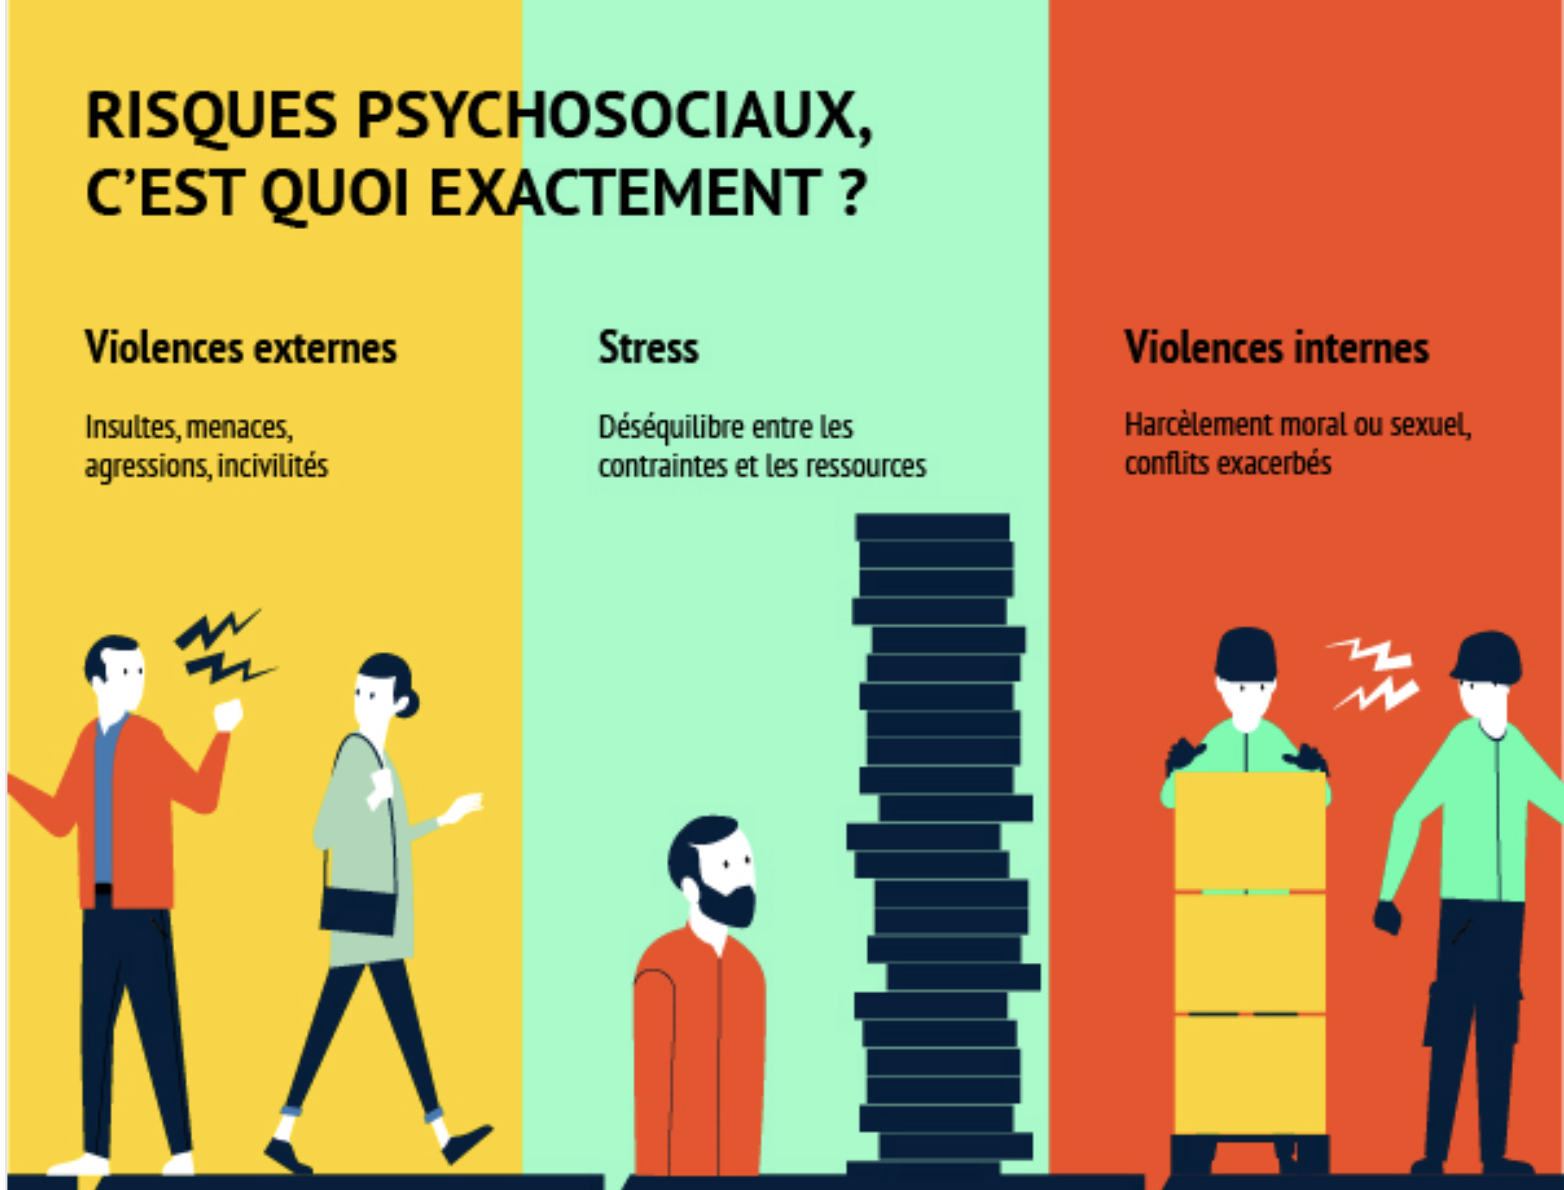 RISQUES PSYCHOSOCIAUX,
C’EST QUOI EXACTEMENT ?
Violences externes
Insultes, menaces,
agressions, incivilités
Stress
Déséquilibre entre les
contraintes et les ressources
Violences internes
Harcèlement moral ou sexuel,
conflits exacerbés